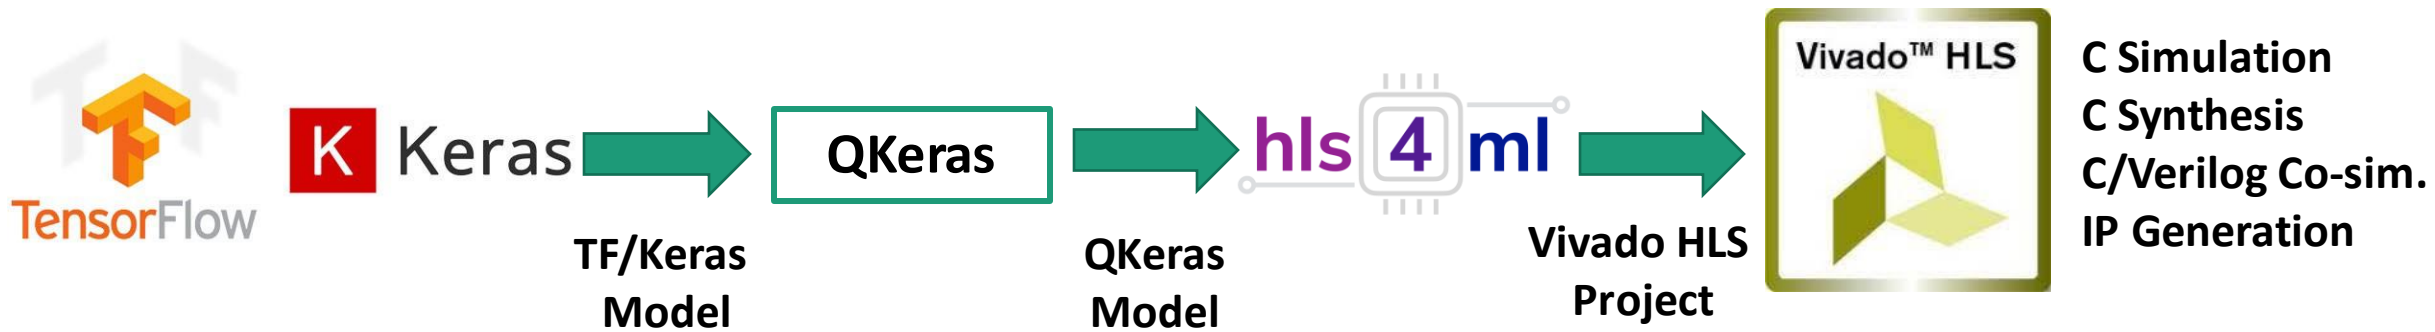 TF
TensorFlow
K Keras
TF/Keras
Model
QKeras
QKeras
Model
hls 4 ml
Vivado HLS
Project
Vivado™ HLS
C Simulation
C Synthesis
C/Verilog Co-sim.
IP Generation